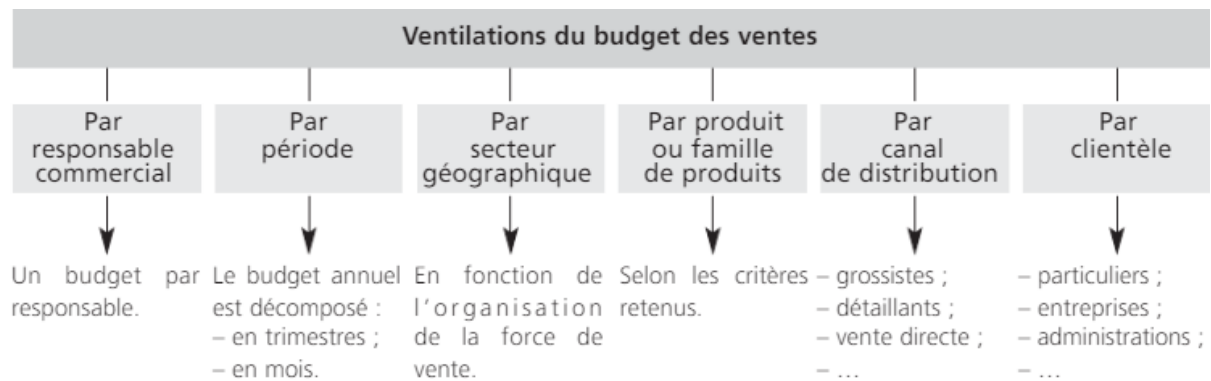 Ventilations du budget des ventes
Par
responsable
commercial
Par
période
Par
secteur
géographique
Par produit
ou famille
de produits
Par
canal
de distribution
Par
clientèle
Un budget par
responsable.
Le budget annuel
est décomposé :
– en trimestres ;
– en mois.
En fonction de
l'organisation
de la force de
vente.
Selon les critères
retenus.
– grossistes ;
– détaillants ;
– vente directe ;
– …
– particuliers ;
– entreprises ;
– administrations ;
– …